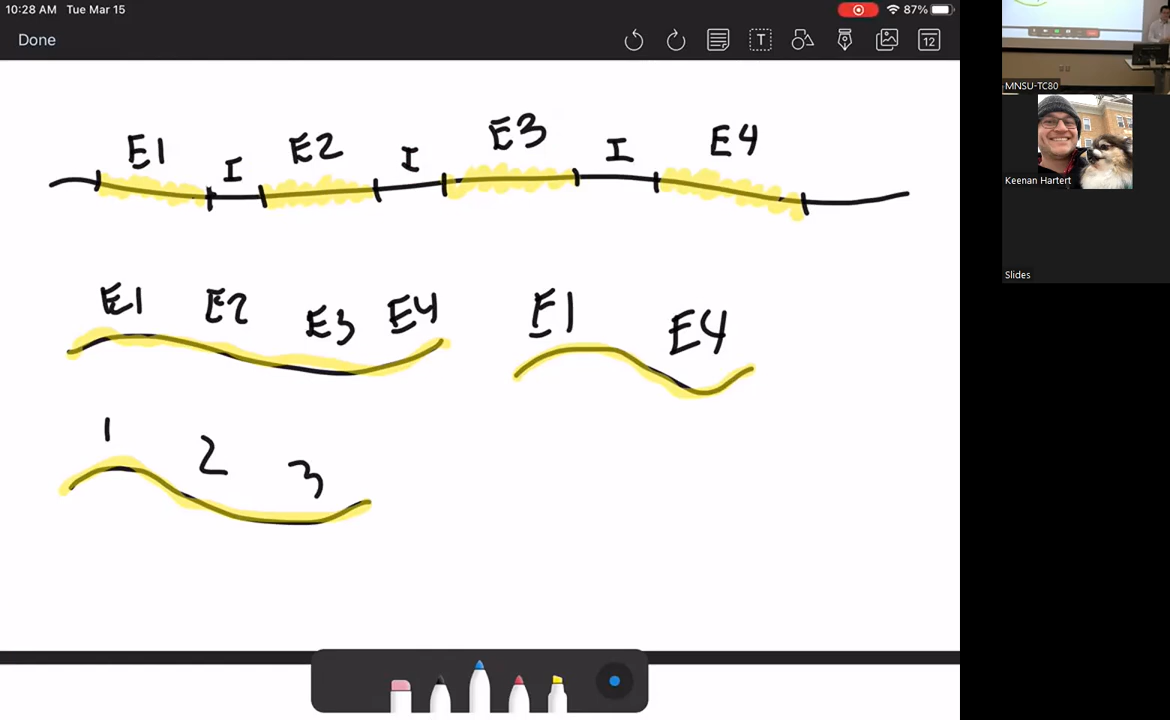 10:28 AM Tue Mar 15
87%
Done
T
12
E1 I E2 I E3 I E4
E1 E2 E3 E4
E1 E4
1 2 3
MNSU-TC80
Keenan Hartert
Slides